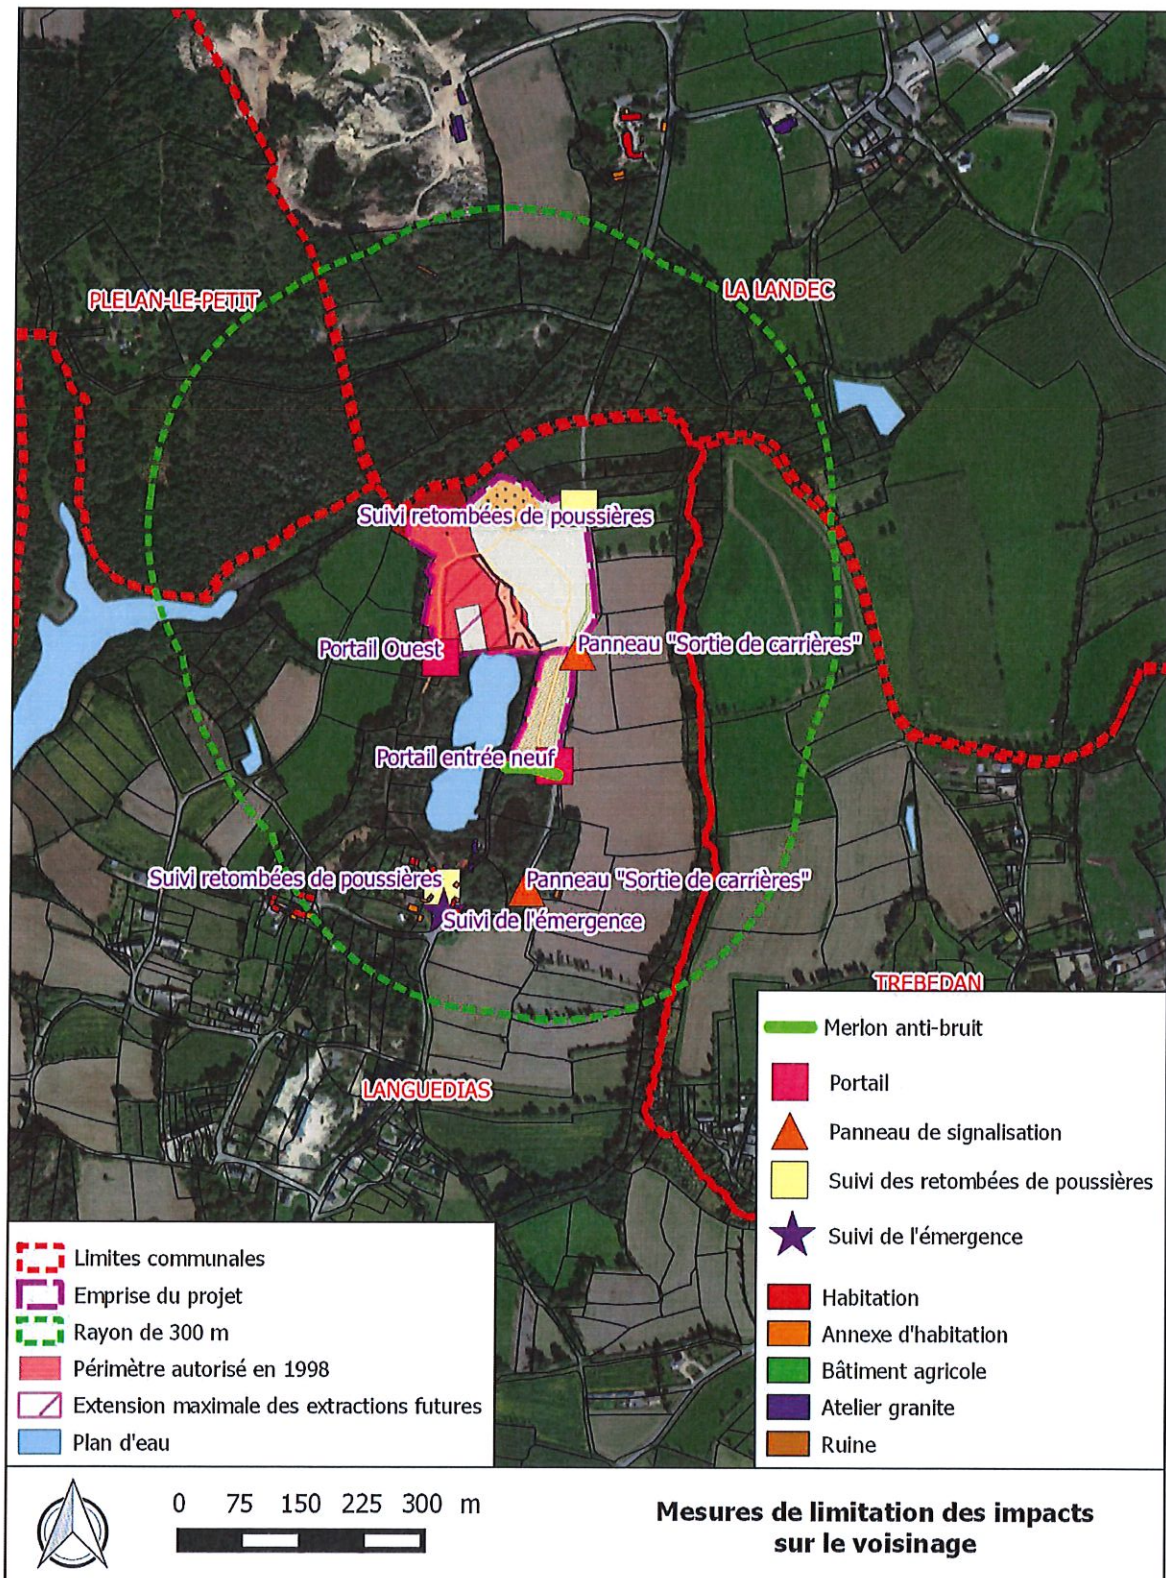 PLELAN-LE-PETIT
LA LANDEC
Suivi retombées de poussières
Portail Ouest
Panneau "Sortie de carrières"
Portail entrée neuf
Suivi retombées de poussières
Panneau "Sortie de carrières"
Suivi de l'émergence
TREBEDAN
LANGUEDIAS
Merlon anti-bruit
Portail
Panneau de signalisation
Suivi des retombées de poussières
Suivi de l'émergence
Habitation
Annexe d'habitation
Bâtiment agricole
Atelier granite
Ruine
Limites communales
Emprise du projet
Rayon de 300 m
Périmètre autorisé en 1998
Extension maximale des extractions futures
Plan d'eau
0 75 150 225 300 m
Mesures de limitation des impacts
sur le voisinage